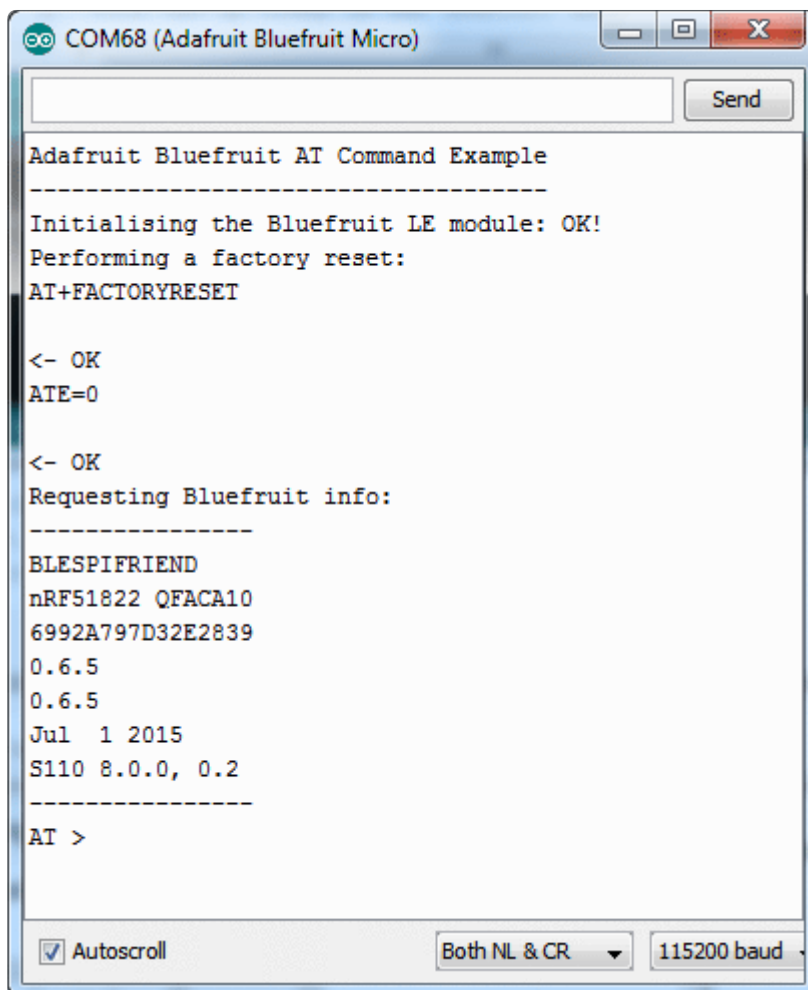 COM68 (Adafruit Bluefruit Micro)
Send
Adafruit Bluefruit AT Command Example
-------------------------------------
Initialising the Bluefruit LE module: OK!
Performing a factory reset:
AT+FACTORYRESET
<- OK
ATE=0
<- OK
Requesting Bluefruit info:
----------------
BLESPIFRIEND
nRF51822 QFACA10
6992A797D32E2839
0.6.5
0.6.5
Jul  1 2015
S110 8.0.0, 0.2
----------------
AT >
Autoscroll
Both NL & CR
115200 baud